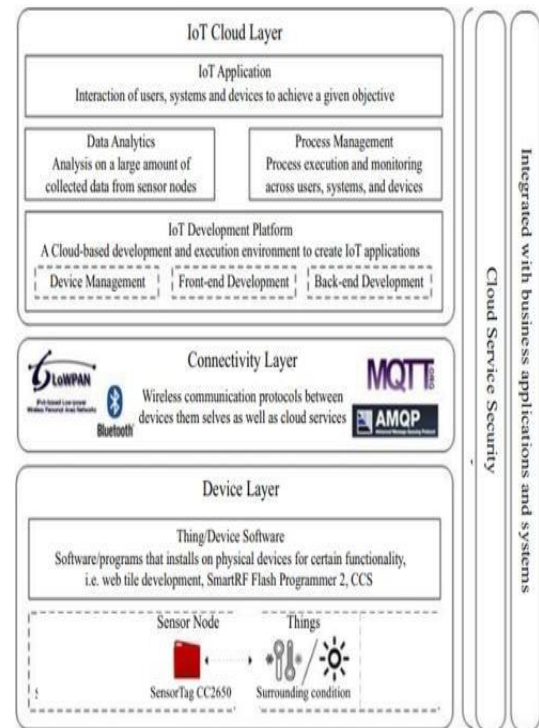 IoT Cloud Layer
IoT Application
Interaction of users, systems and devices to achieve a given objective
Data Analytics
Analysis on a large amount of
collected data from sensor nodes
Process Management
Process execution and monitoring
across users, systems, and devices
IoT Development Platform
A Cloud-based development and execution environment to create IoT applications
Device Management
Front-end Development
Back-end Development
Connectivity Layer
6LoWPAN
Bluetooth
Wireless communication protocols between
devices them selves as well as cloud services
MQTT.ORG
AMQP
Device Layer
Thing/Device Software
Software/programs that installs on physical devices for certain functionality,
i.e. web tile development, SmartRF Flash Programmer 2, CCS
Sensor Node
Things
SensorTag CC2650
Surrounding condition
Cloud Service Security
Integrated with business applications and systems